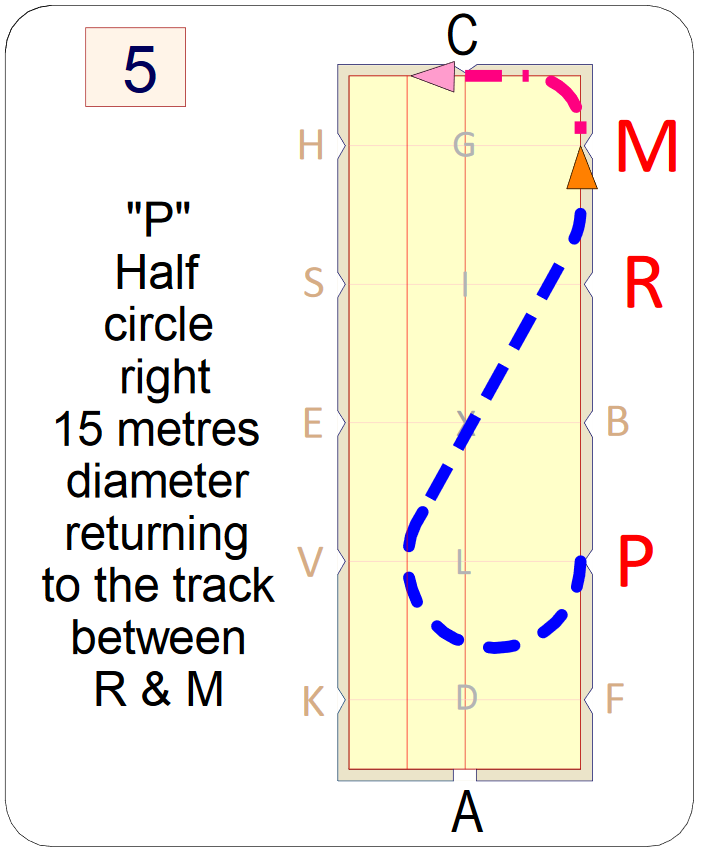 5
"P"
Half
circle
right
15 metres
diameter
returning
to the track
between
R & M
C
H
G
M
S
I
R
E
X
B
V
L
P
K
D
F
A